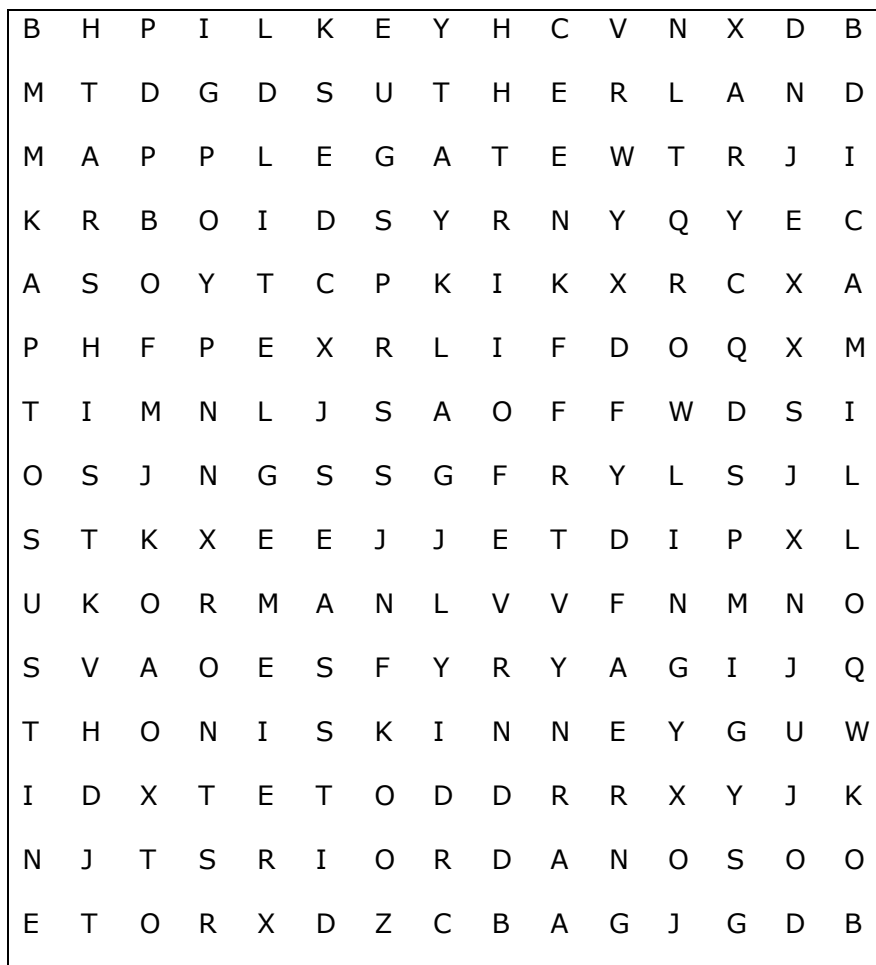 B H P I L K E Y H C V N X D B
M T D G D S U T H E R L A N D
M A P P L E G A T E W T R J I
K R B O I D S Y R N Y Q Y E C
A S O Y T C P K I K X R C X A
P H F P E X R L I F D O Q X M
T I M N L J S A O F F W D S I
O S J N G S S G F R Y L S J L
S T K X E E J J E T D I P X L
U K O R M A N L V V F N M N O
S V A O E S F Y R Y A G I J Q
T H O N I S K I N N E Y G U W
I D X T E T O D D R R X Y J K
N J T S R I O R D A N O S O O
E T O R X D Z C B A G J G D B